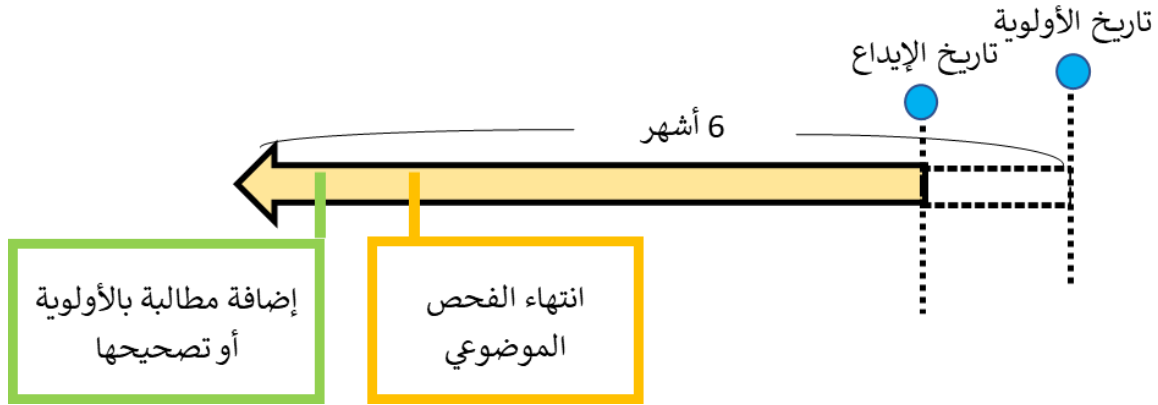 تاريخ الأولوية
تاريخ الإيداع
6 أشهر
انتهاء الفحص
الموضوعي
إضافة مطالبة بالأولوية
أو تصحيحها